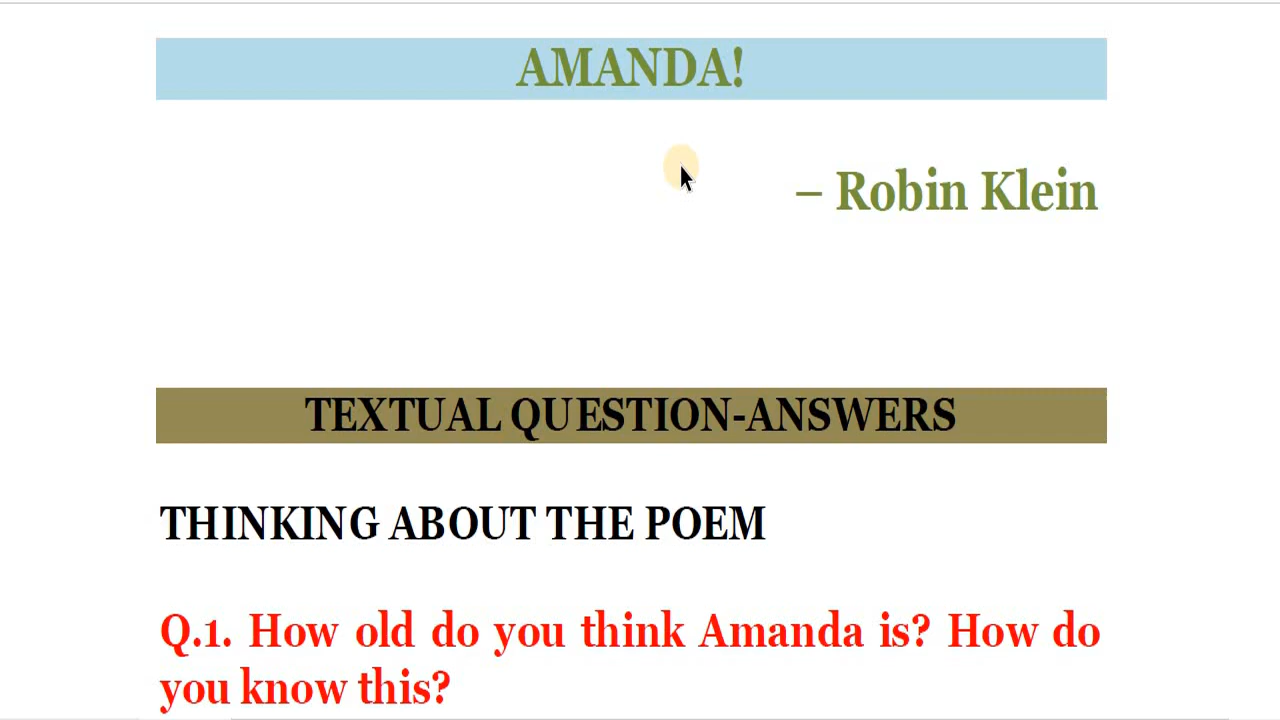 AMANDA!
– Robin Klein
TEXTUAL QUESTION-ANSWERS
THINKING ABOUT THE POEM
Q.1. How old do you think Amanda is? How do
you know this?